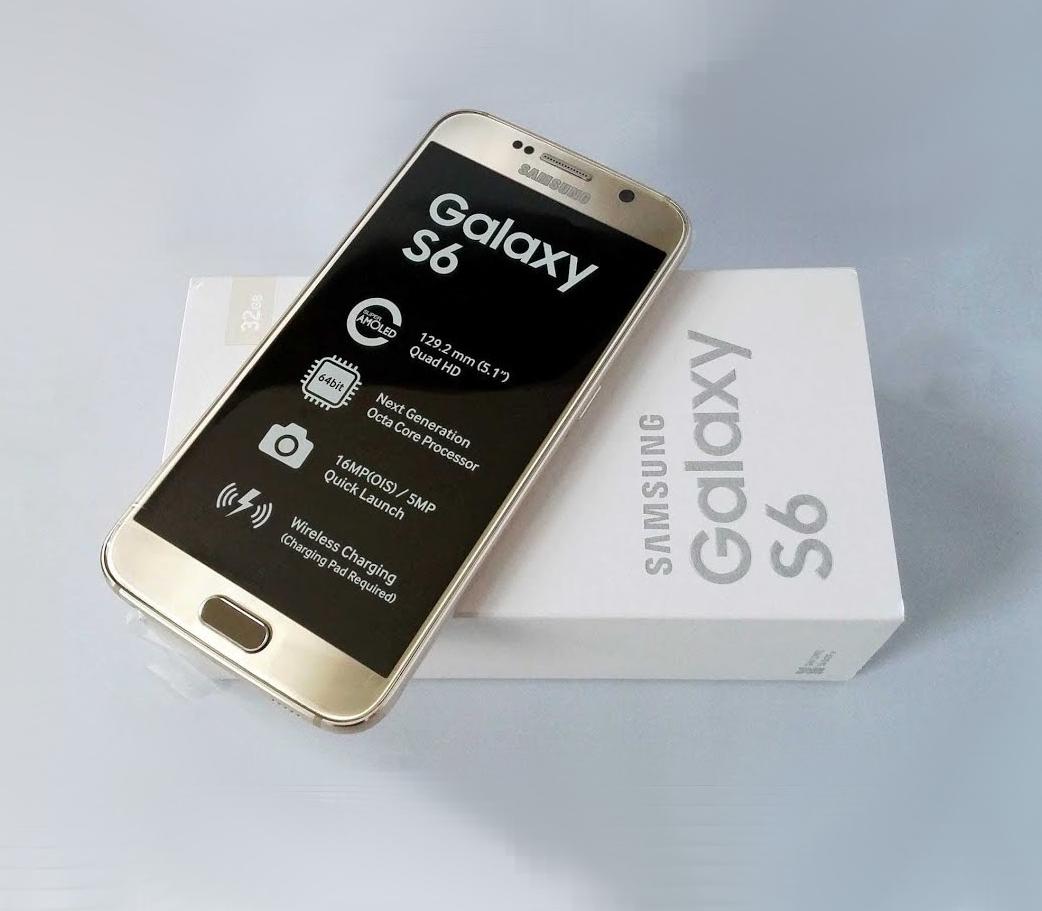 SAMSUNG
Galaxy
S6
SUPER
AMOLED
129.2 mm (5.1")
Quad HD
64bit
Next Generation
Octa Core Processor
16MP(OIS) / 5MP
Quick Launch
Wireless Charging
(Charging Pad Required)
32GB
SAMSUNG
Galaxy
S6